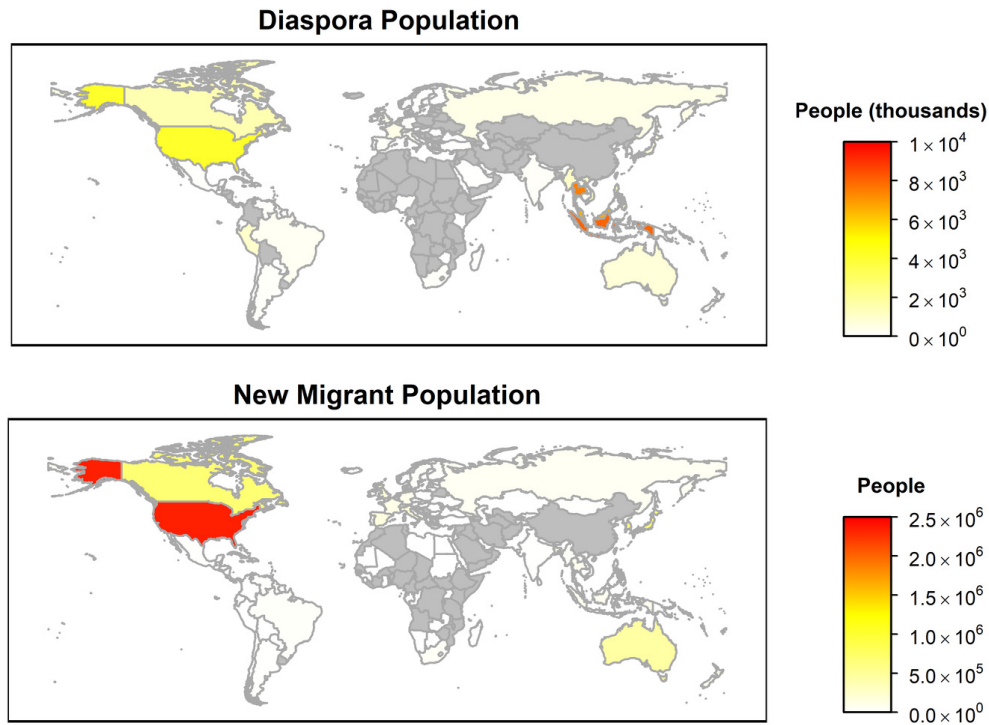 Diaspora Population
People (thousands)
1 × 10⁴
8 × 10³
6 × 10³
4 × 10³
2 × 10³
0 × 10⁰
New Migrant Population
People
2.5 × 10⁶
2.0 × 10⁶
1.5 × 10⁶
1.0 × 10⁶
5.0 × 10⁵
0.0 × 10⁰